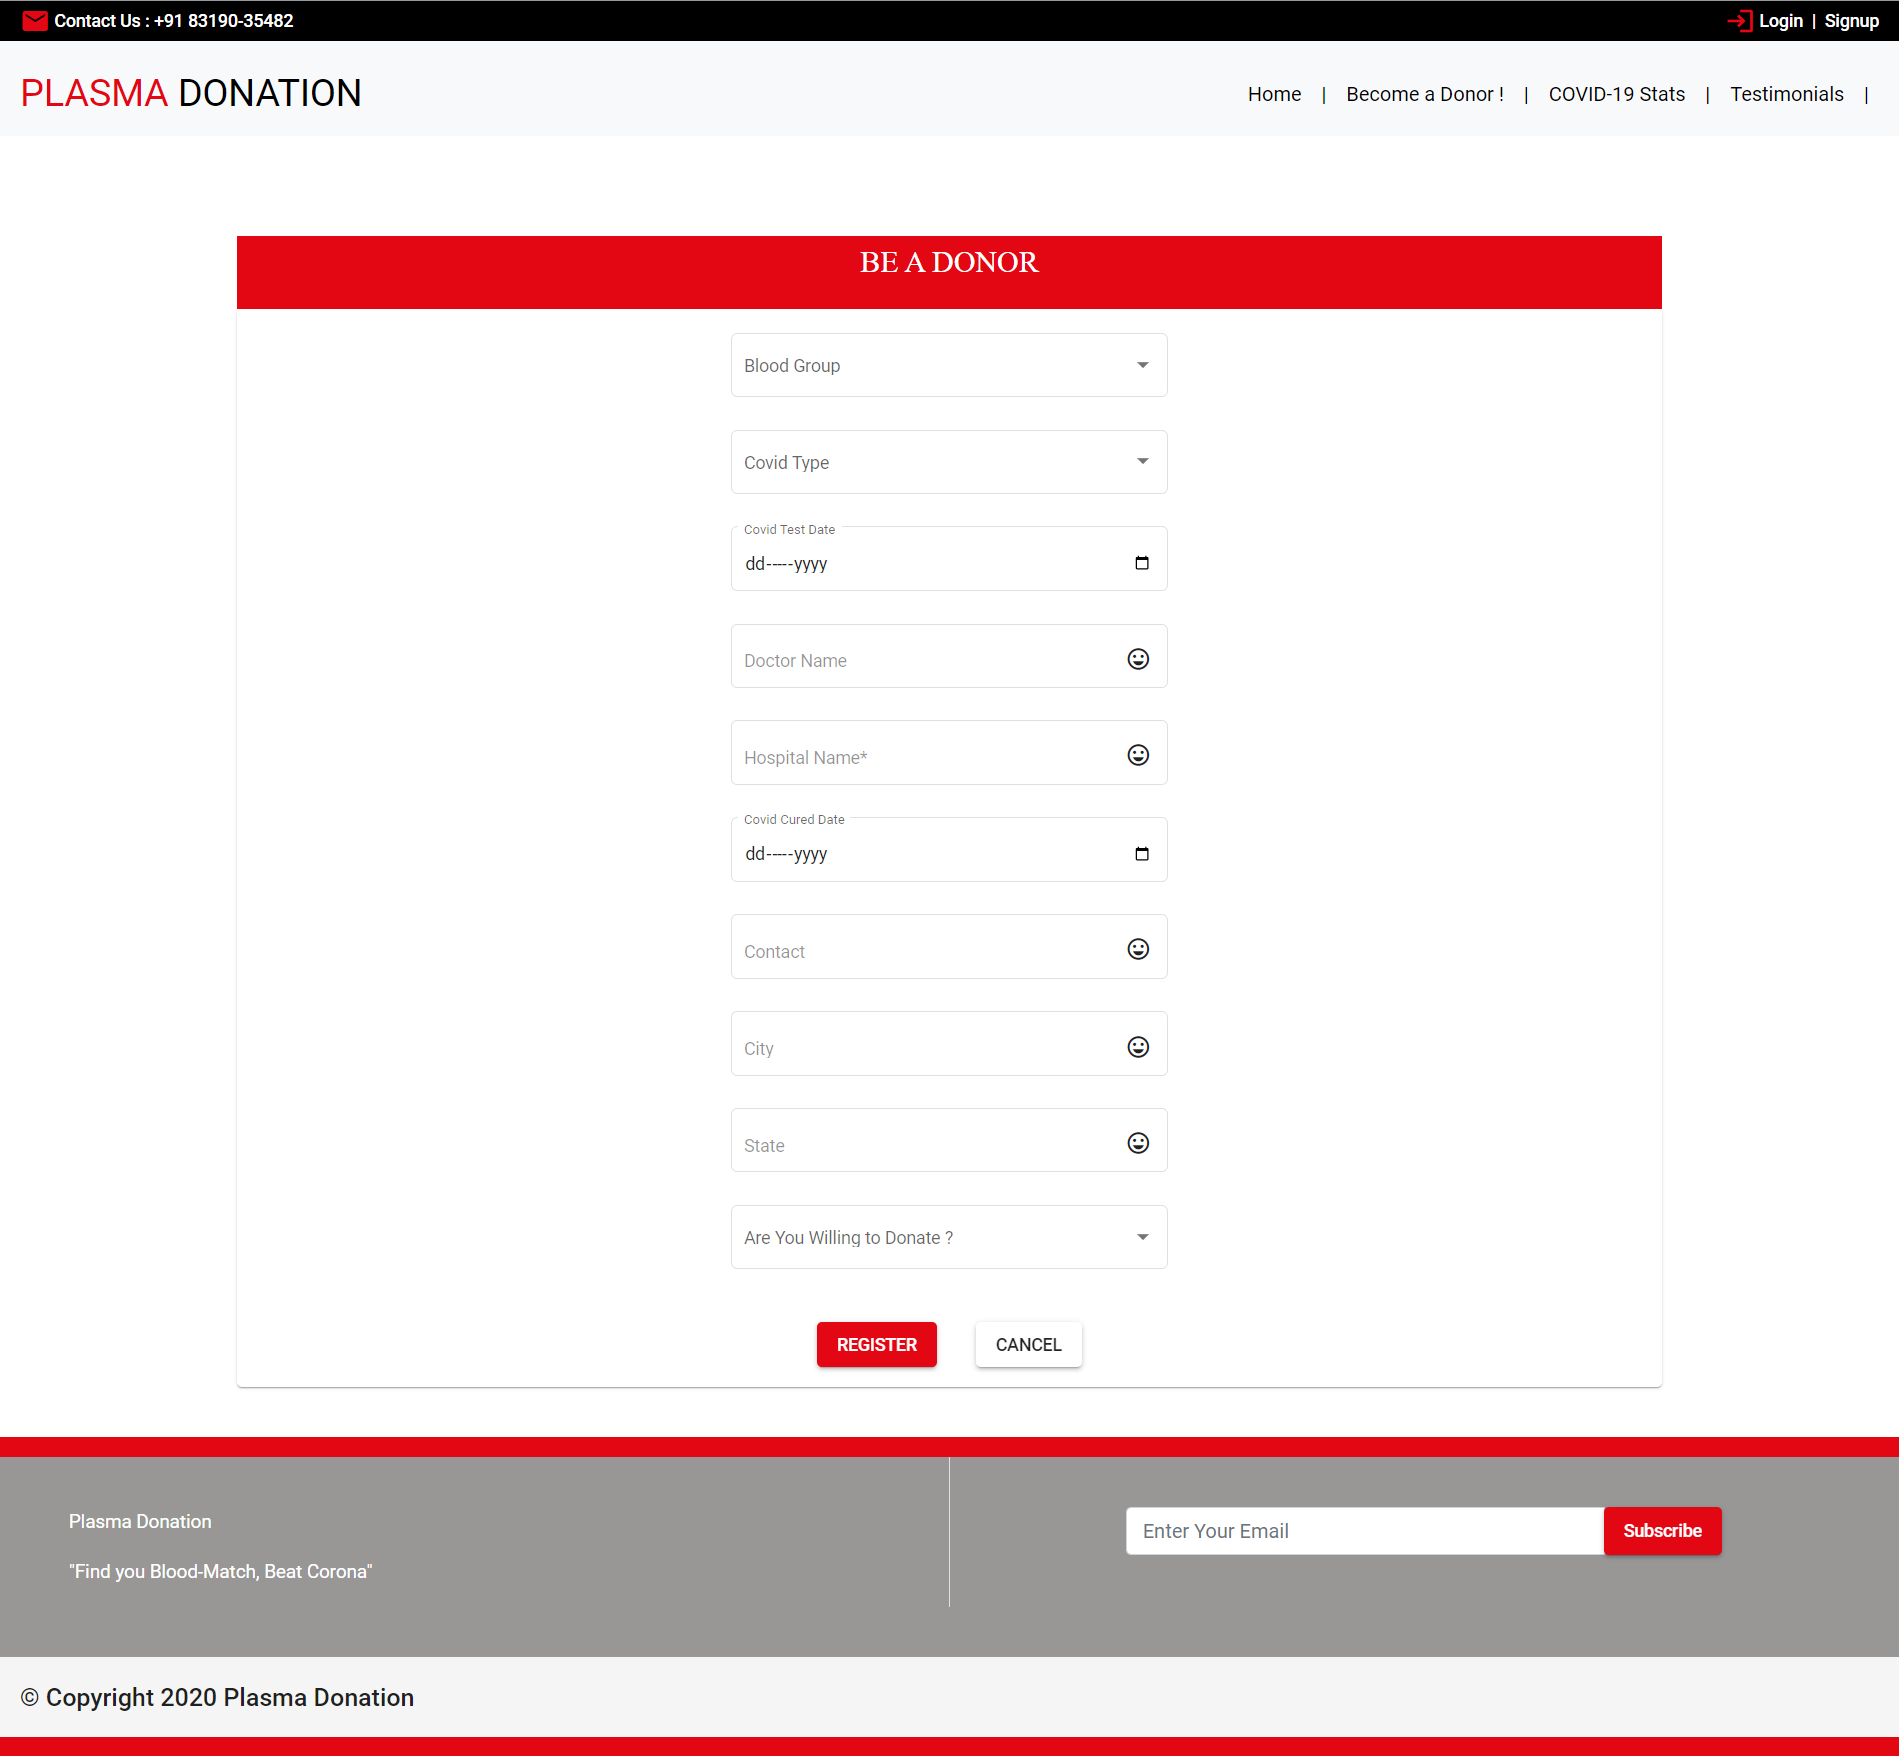 Contact Us : +91 83190-35482
Login | Signup
PLASMA DONATION
Home | Become a Donor ! | COVID-19 Stats | Testimonials |
BE A DONOR
Blood Group
Covid Type
Covid Test Date
dd-----yyyy
Doctor Name
Hospital Name*
Covid Cured Date
dd-----yyyy
Contact
City
State
Are You Willing to Donate ?
REGISTER CANCEL
Plasma Donation
"Find you Blood-Match, Beat Corona"
Enter Your Email Subscribe
© Copyright 2020 Plasma Donation